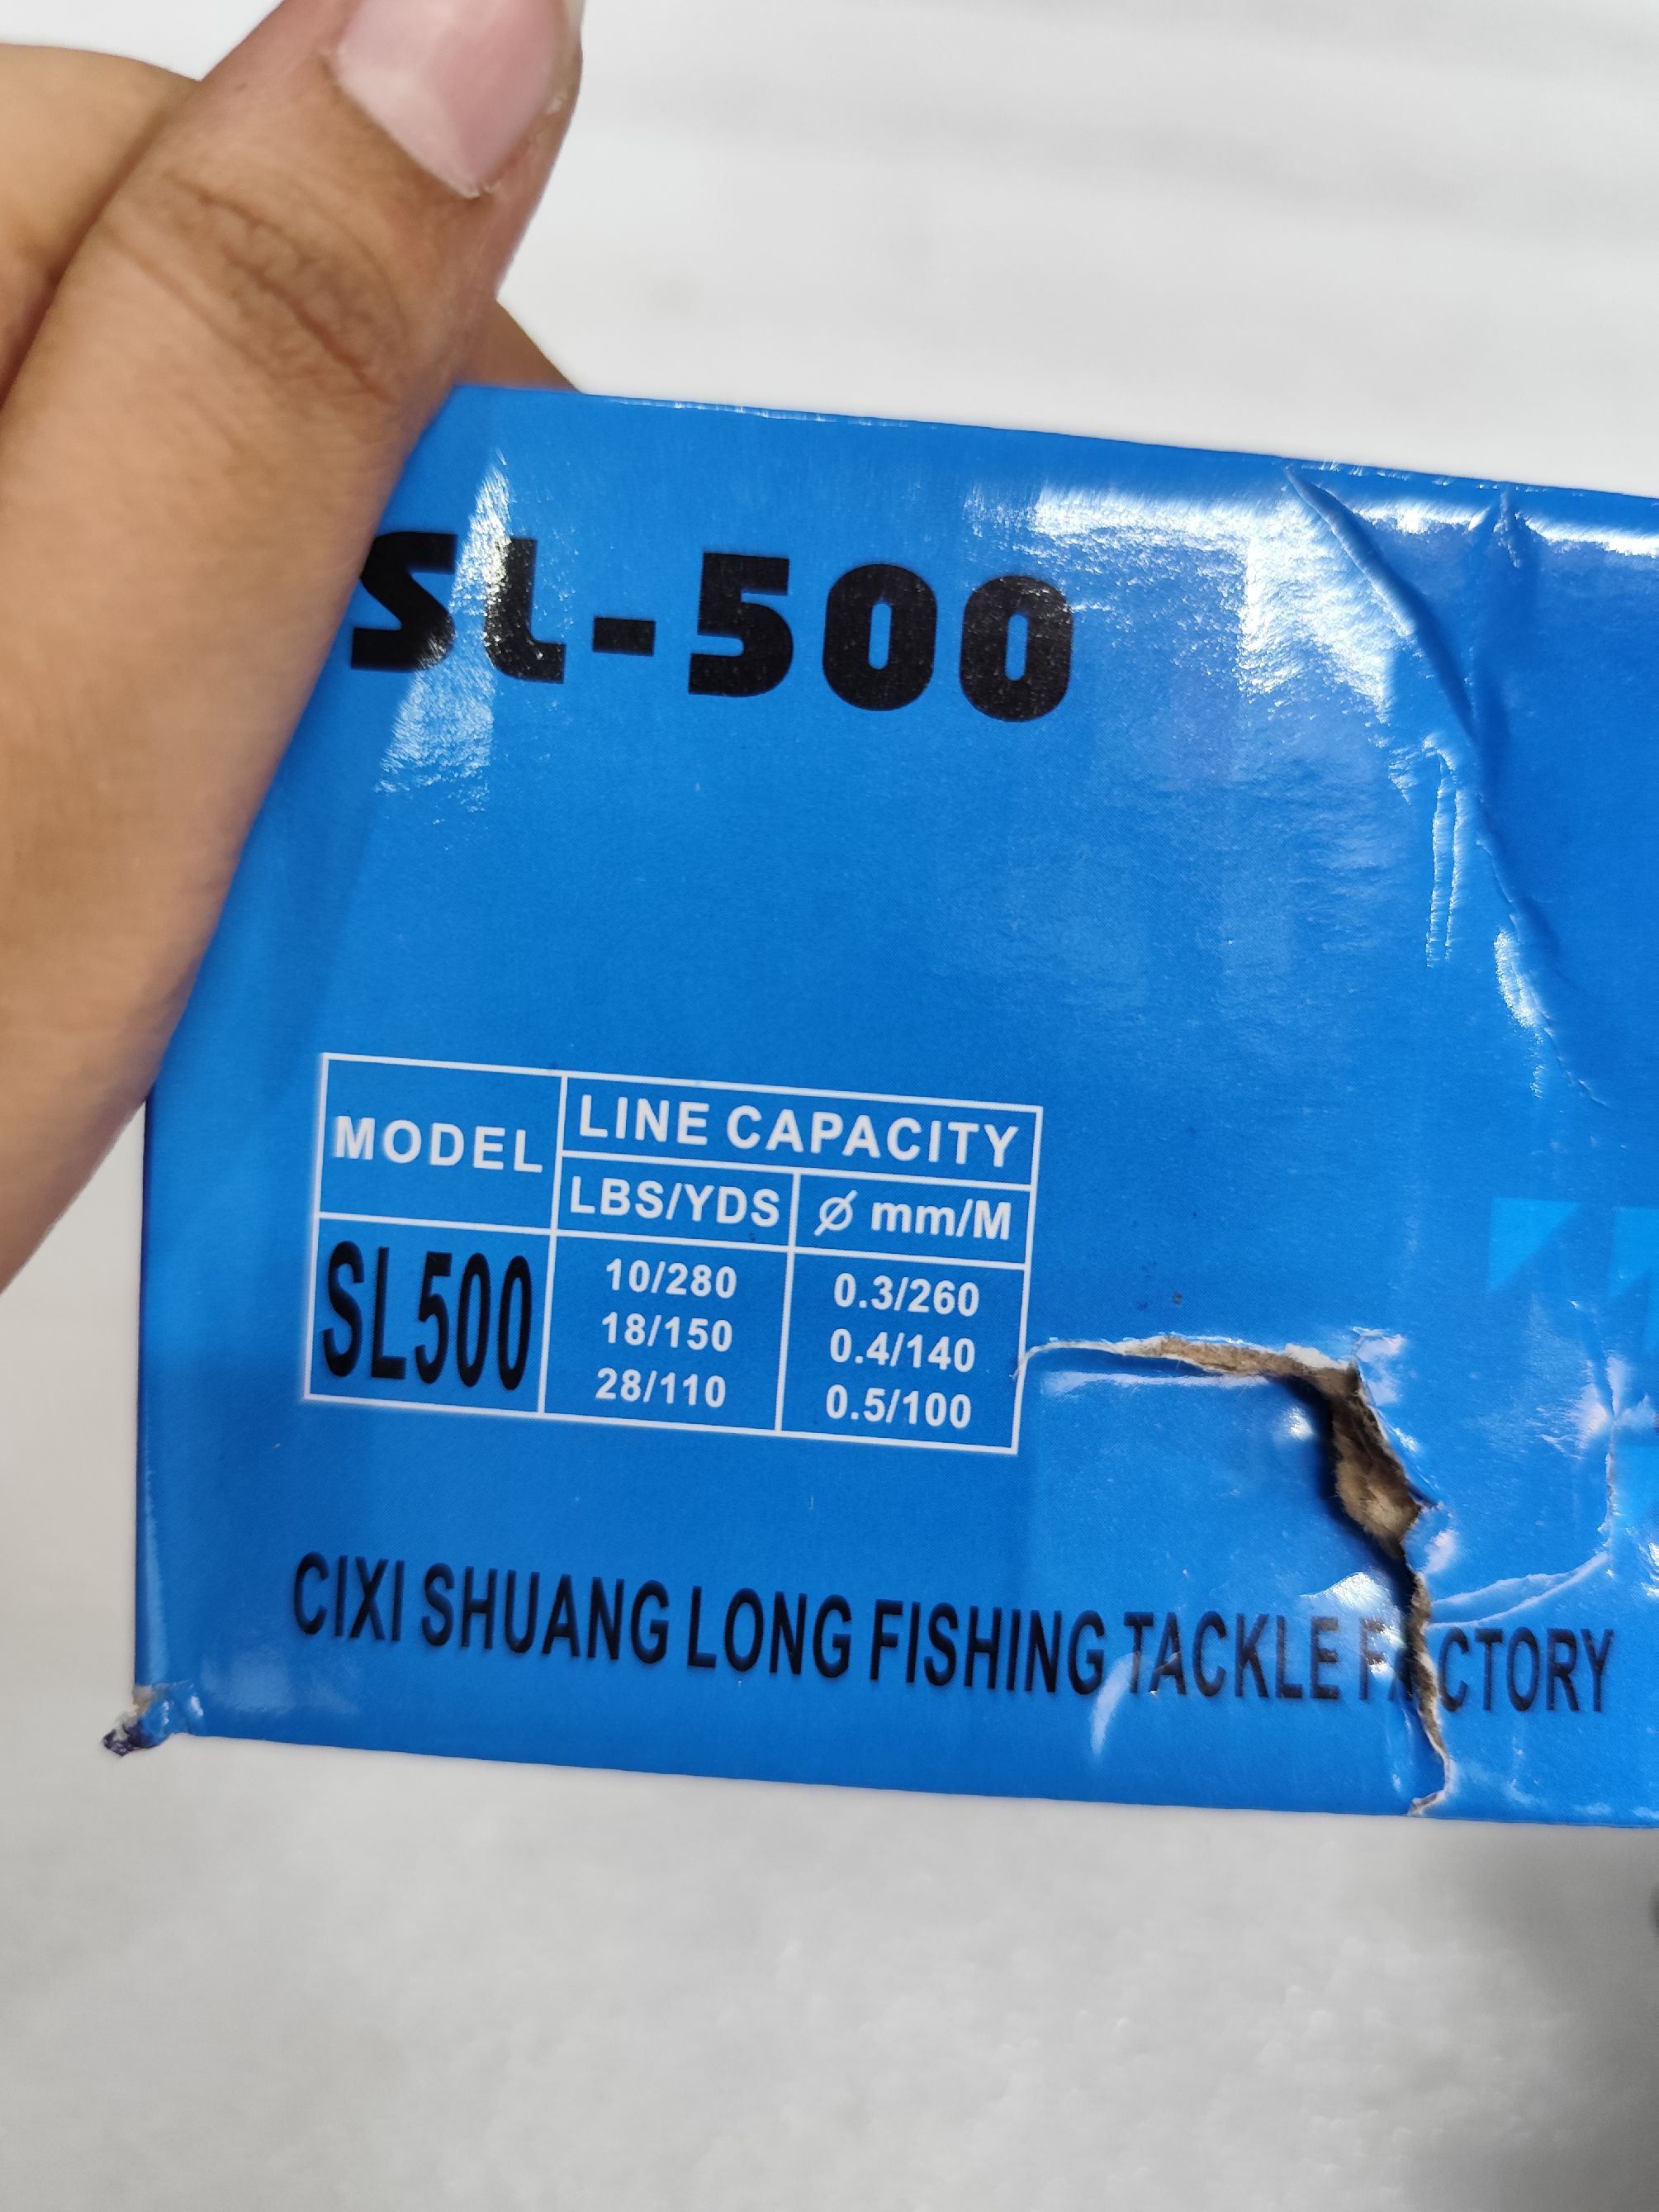 SL-500
MODEL LINE CAPACITY
LBS/YDS Ø mm/M
SL500
10/280 0.3/260
18/150 0.4/140
28/110 0.5/100
CIXI SHUANG LONG FISHING TACKLE FACTORY